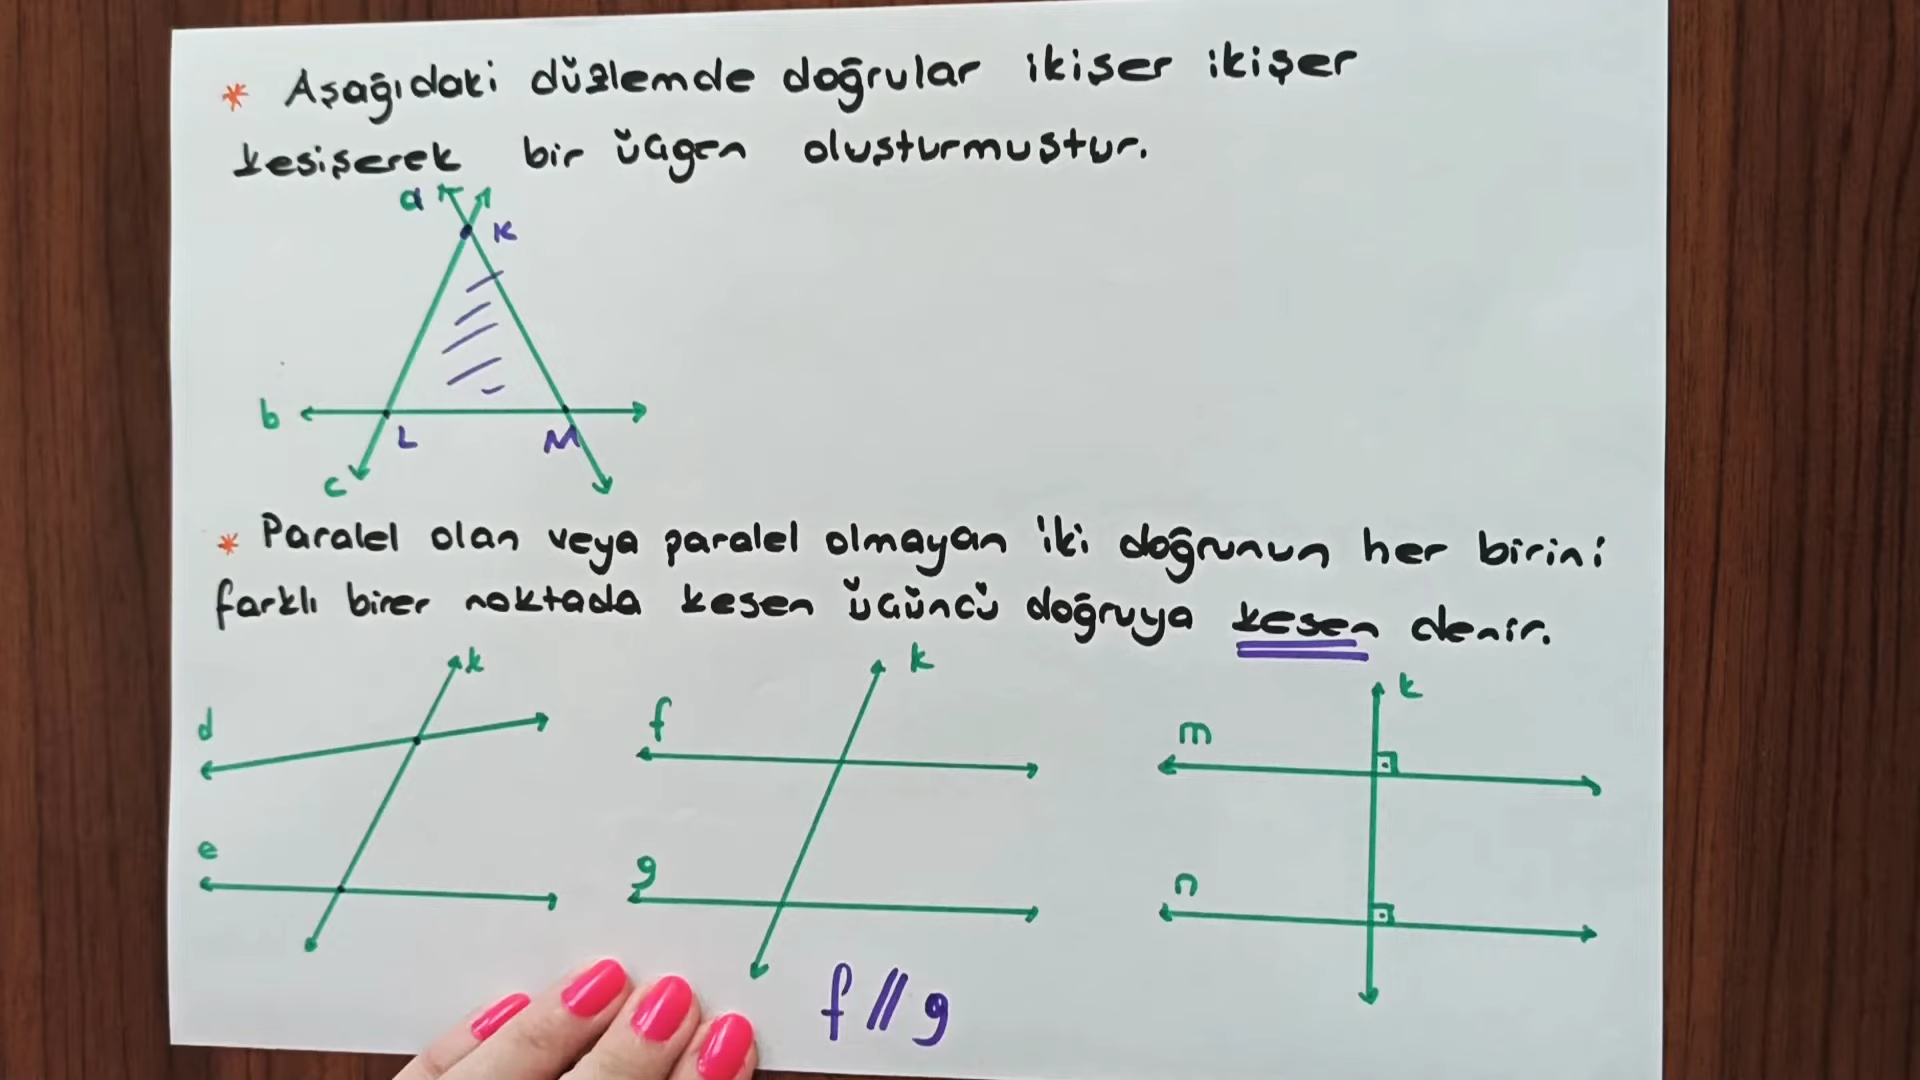 * Aşağıdaki düzlemde doğrular ikişer ikişer
kesişerek bir üçgen oluşturmuştur.
a
K
b
L
M
c
* Paralel olan veya paralel olmayan iki doğrunun her birini
farklı birer noktada kesen üçüncü doğruya kesen denir.
k
d
e
k
f
g
f // g
k
m
n